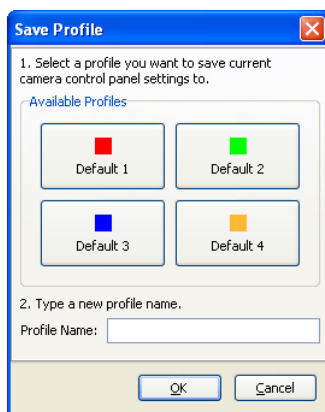 Save Profile
1. Select a profile you want to save current
camera control panel settings to.
Available Profiles
Default 1 Default 2
Default 3 Default 4
2. Type a new profile name.
Profile Name:
OK Cancel